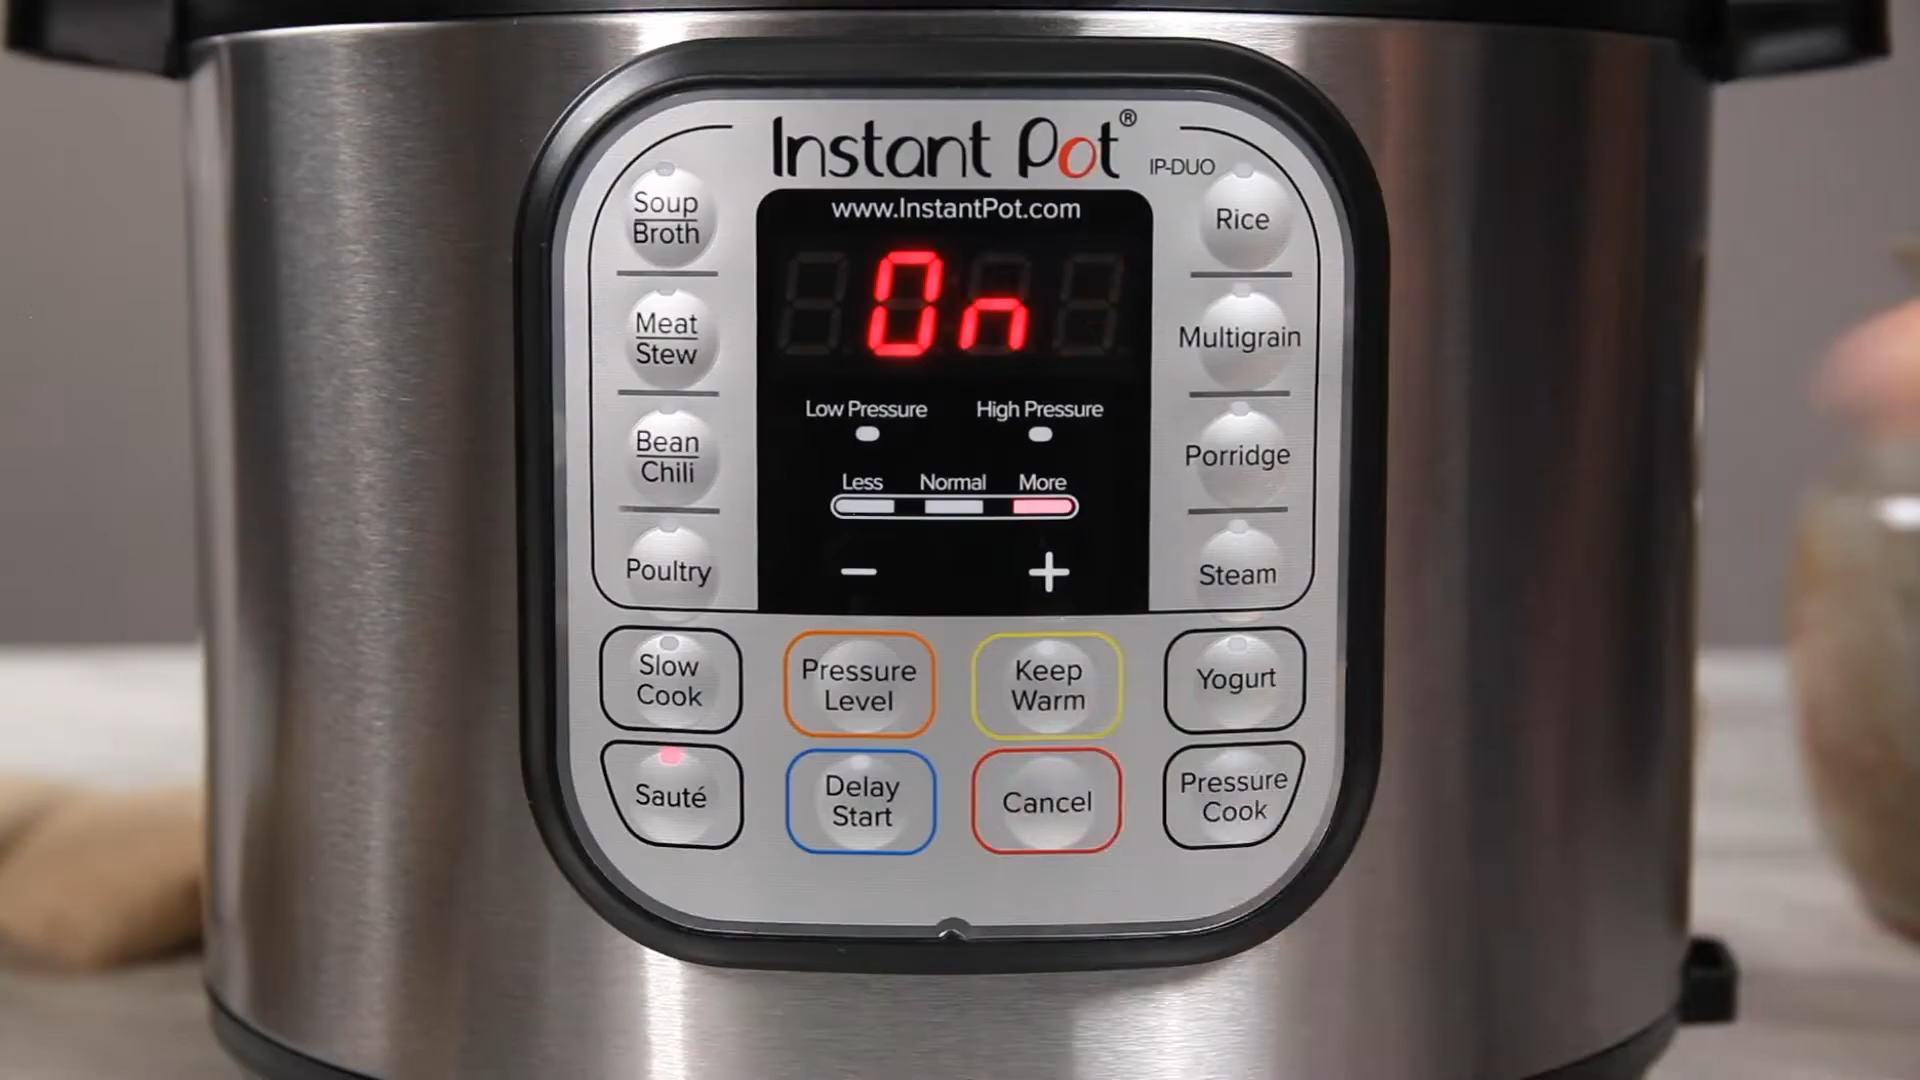 Instant Pot®
IP-DUO
www.InstantPot.com
On
Low Pressure
High Pressure
Less
Normal
More
−
+
Soup
Broth
Meat
Stew
Bean
Chili
Poultry
Rice
Multigrain
Porridge
Steam
Slow
Cook
Pressure
Level
Keep
Warm
Yogurt
Sauté
Delay
Start
Cancel
Pressure
Cook